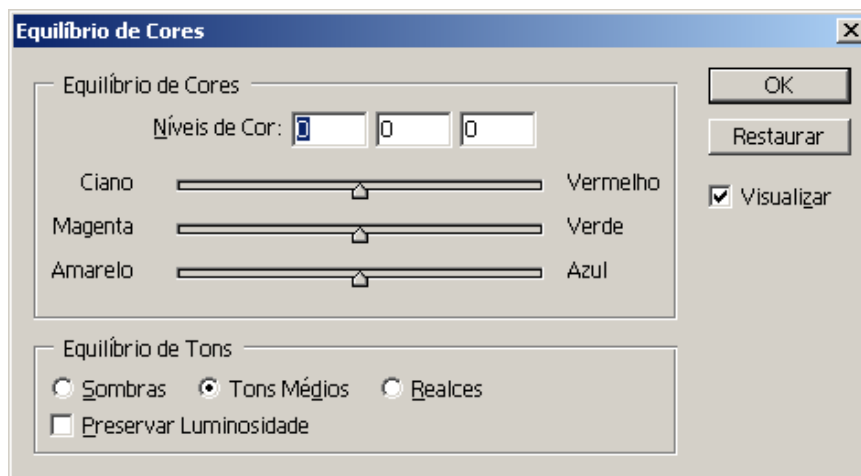 Equilíbrio de Cores
Equilíbrio de Cores
Níveis de Cor: 0 0 0
Ciano Vermelho
Magenta Verde
Amarelo Azul
Equilíbrio de Tons
Sombras Tons Médios Realces
Preservar Luminosidade
OK
Restaurar
Visualizar